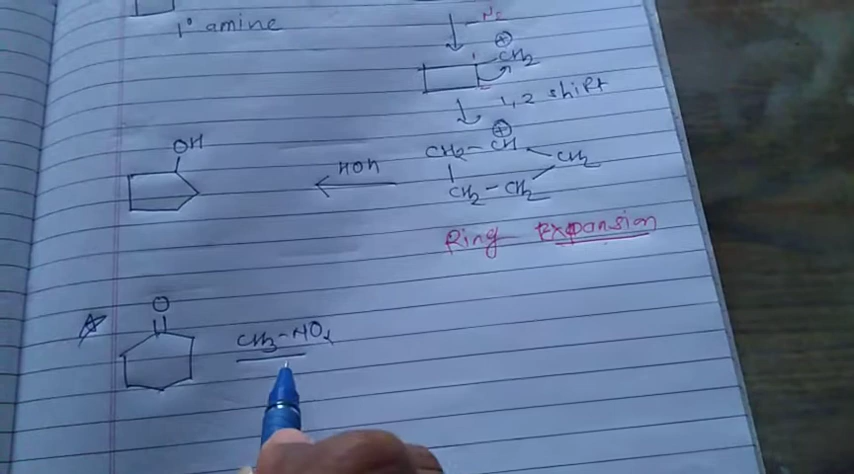 1° amine
-N2
⊕
CH2
1,2 shift
⊕
CH2-CH
CH2
CH2-CH2
HOH
OH
Ring Expansion
O
CH3-NO2